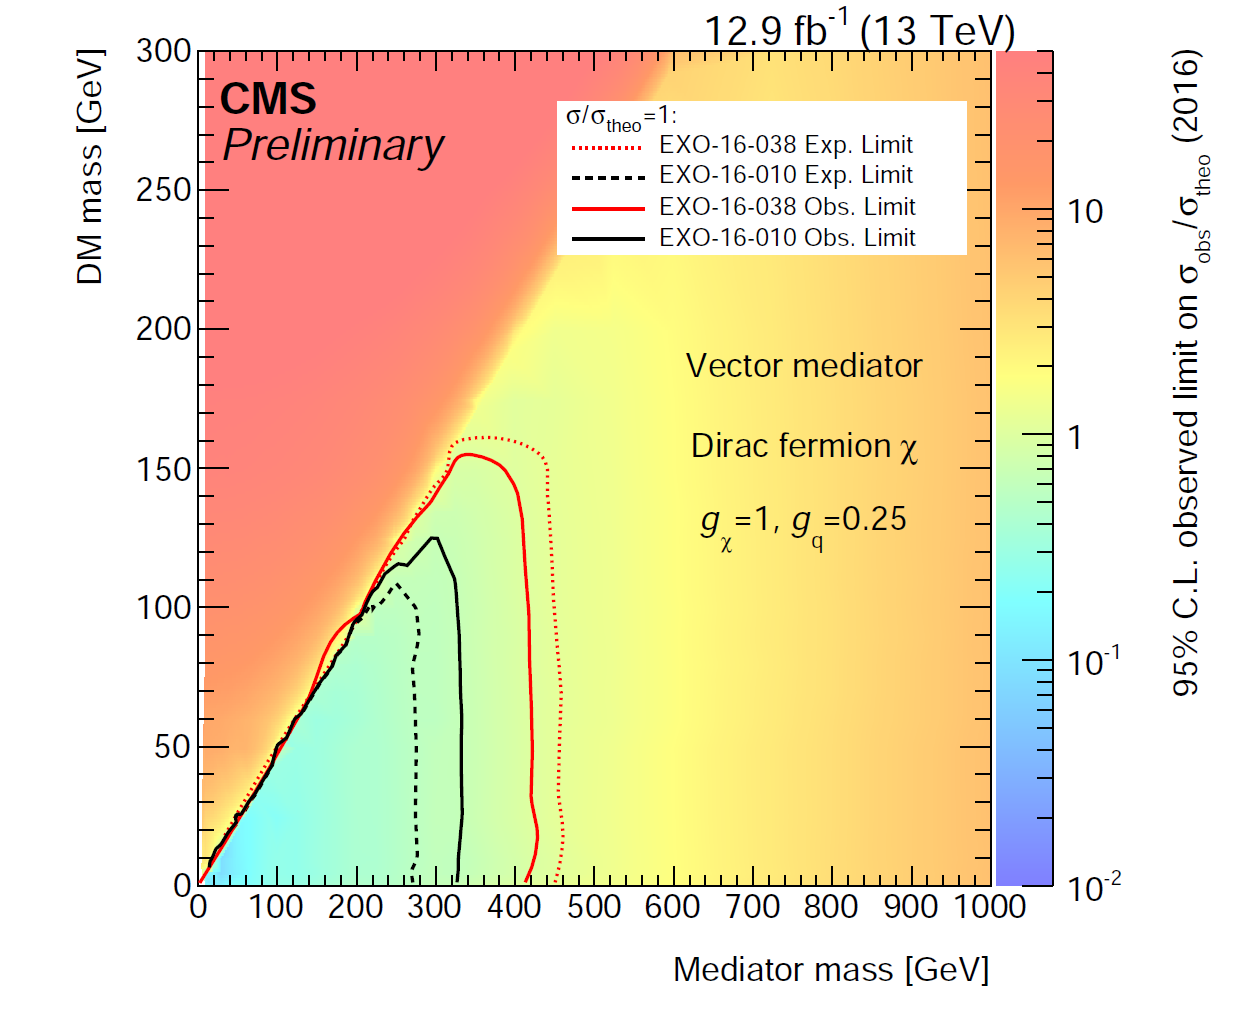 12.9 fb-1 (13 TeV)
CMS
Preliminary
σ/σtheo=1:
EXO-16-038 Exp. Limit
EXO-16-010 Exp. Limit
EXO-16-038 Obs. Limit
EXO-16-010 Obs. Limit
Vector mediator
Dirac fermion χ
gχ=1, gq=0.25
DM mass [GeV]
300
250
200
150
100
50
0
0 100 200 300 400 500 600 700 800 900 1000
Mediator mass [GeV]
10
1
10-1
10-2
95% C.L. observed limit on σobs/σtheo (2016)